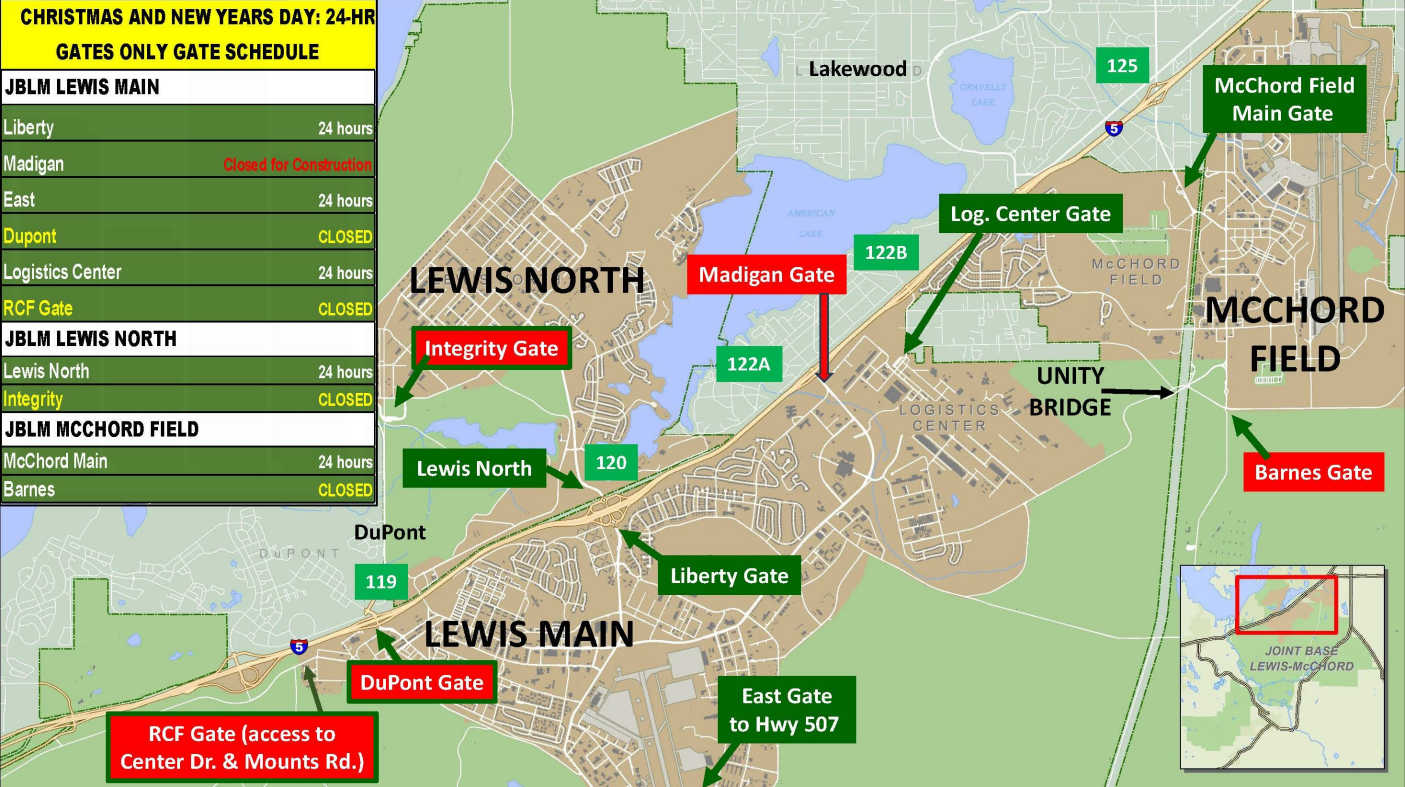 CHRISTMAS AND NEW YEARS DAY: 24-HR
GATES ONLY GATE SCHEDULE
JBLM LEWIS MAIN
Liberty 24 hours
Madigan Closed for Construction
East 24 hours
Dupont CLOSED
Logistics Center 24 hours
RCF Gate CLOSED
JBLM LEWIS NORTH
Lewis North 24 hours
Integrity CLOSED
JBLM MCCHORD FIELD
McChord Main 24 hours
Barnes CLOSED
Lakewood
GRAVELLY
LAKE
125
5
McChord Field
Main Gate
AMERICAN
LAKE
Log. Center Gate
122B
McCHORD
FIELD
LEWIS NORTH
Madigan Gate
MCCHORD
FIELD
Integrity Gate
122A
UNITY
BRIDGE
LOGISTICS
CENTER
Lewis North
120
Barnes Gate
DuPont
DuPONT
119
Liberty Gate
LEWIS MAIN
5
DuPont Gate
RCF Gate (access to
Center Dr. & Mounts Rd.)
East Gate
to Hwy 507
JOINT BASE
LEWIS-McCHORD